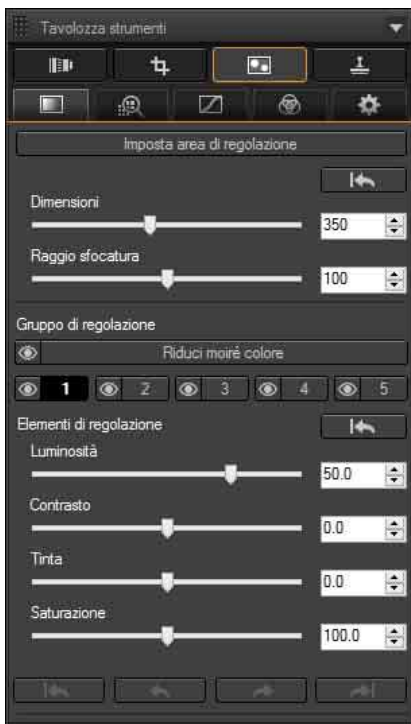 Tavolozza strumenti
Imposta area di regolazione
Dimensioni
350
Raggio sfocatura
100
Gruppo di regolazione
Riduci moiré colore
1 2 3 4 5
Elementi di regolazione
Luminosità
50.0
Contrasto
0.0
Tinta
0.0
Saturazione
100.0